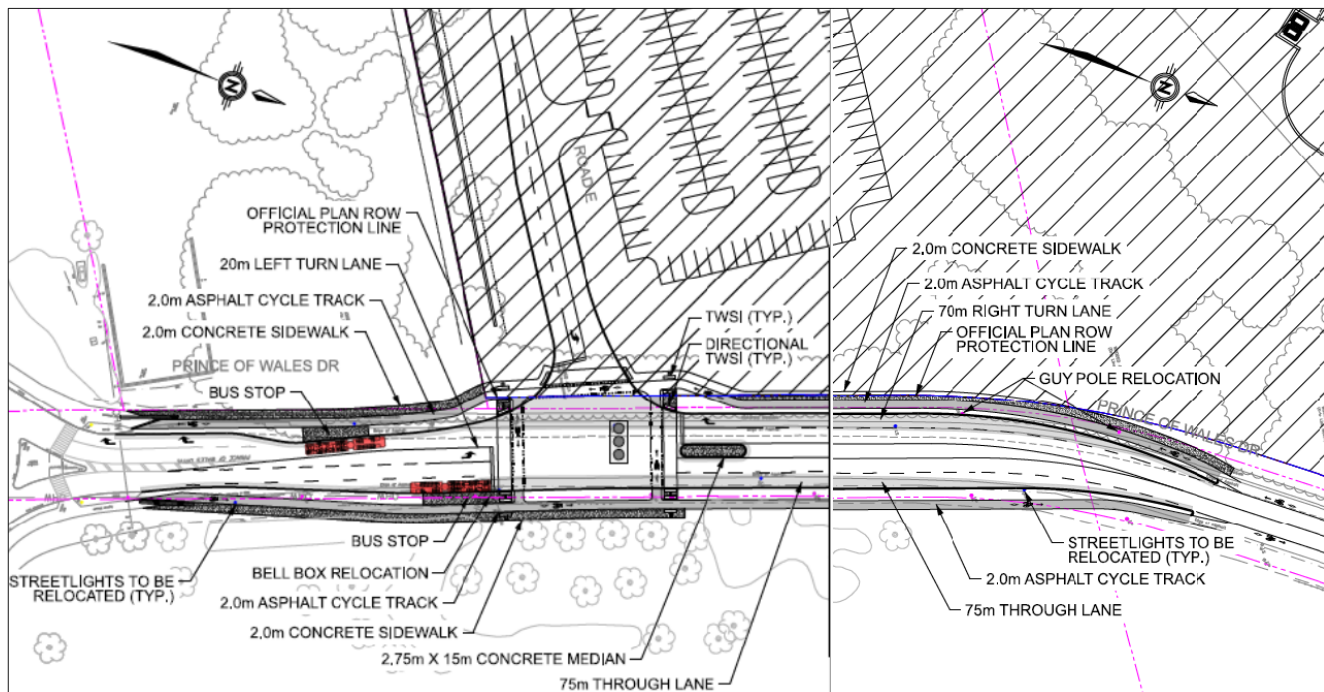 N
ROAD E
OFFICIAL PLAN ROW
PROTECTION LINE
20m LEFT TURN LANE
2.0m ASPHALT CYCLE TRACK
2.0m CONCRETE SIDEWALK
PRINCE OF WALES DR
BUS STOP
TWSI (TYP.)
DIRECTIONAL
TWSI (TYP.)
BUS STOP
BELL BOX RELOCATION
STREETLIGHTS TO BE
RELOCATED (TYP.)
2.0m ASPHALT CYCLE TRACK
2.0m CONCRETE SIDEWALK
2.75m X 15m CONCRETE MEDIAN
75m THROUGH LANE
N
2.0m CONCRETE SIDEWALK
2.0m ASPHALT CYCLE TRACK
70m RIGHT TURN LANE
OFFICIAL PLAN ROW
PROTECTION LINE
GUY POLE RELOCATION
PRINCE OF WALES DR
STREETLIGHTS TO BE
RELOCATED (TYP.)
2.0m ASPHALT CYCLE TRACK
75m THROUGH LANE